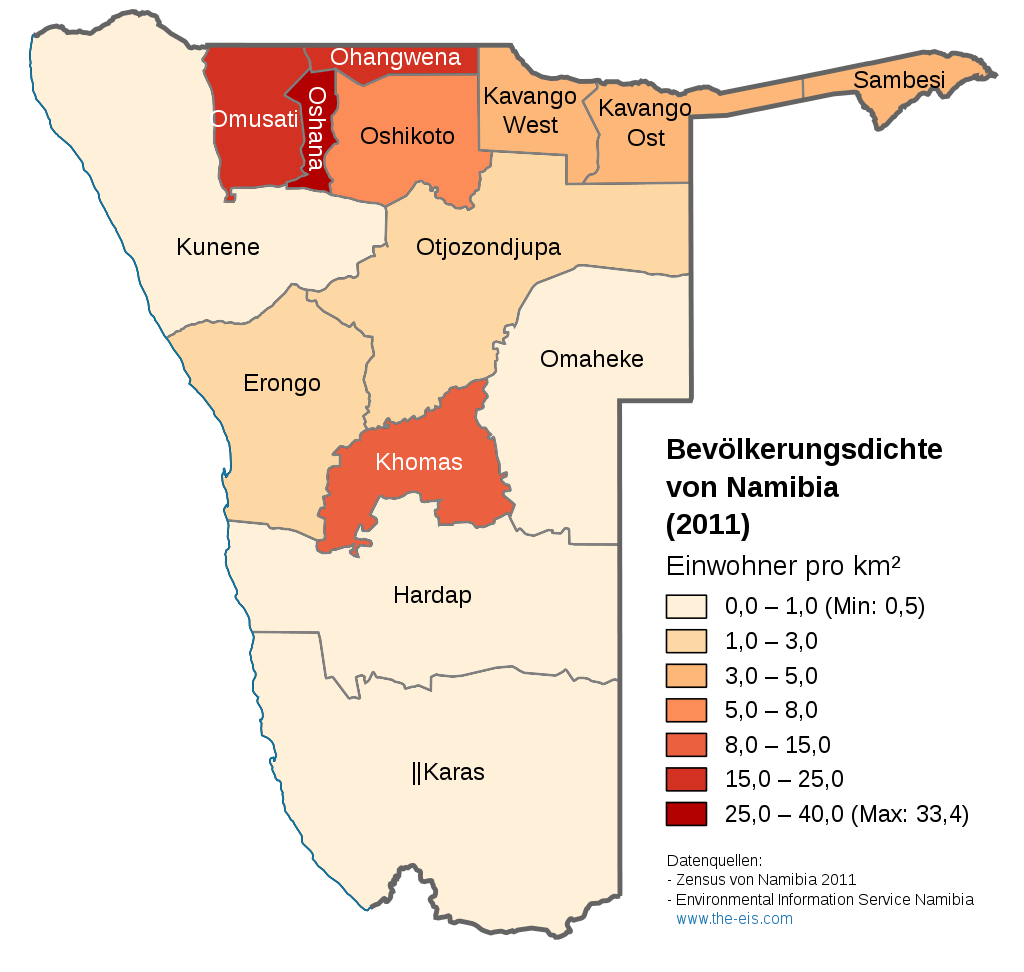 Ohangwena
Omusati
Oshana
Oshikoto
Kavango
West
Kavango
Ost
Sambesi
Kunene
Otjozondjupa
Omaheke
Erongo
Khomas
Hardap
||Karas
Bevölkerungsdichte
von Namibia
(2011)
Einwohner pro km²
0,0 – 1,0 (Min: 0,5)
1,0 – 3,0
3,0 – 5,0
5,0 – 8,0
8,0 – 15,0
15,0 – 25,0
25,0 – 40,0 (Max: 33,4)
Datenquellen:
- Zensus von Namibia 2011
- Environmental Information Service Namibia
www.the-eis.com